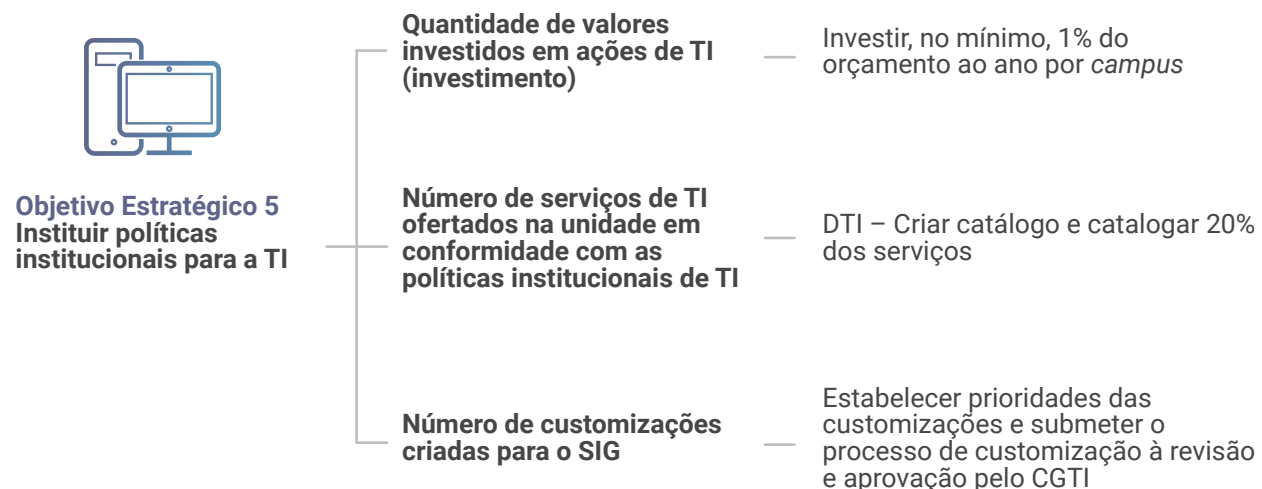 Objetivo Estratégico 5
Instituir políticas
institucionais para a TI
Quantidade de valores
investidos em ações de TI
(investimento)
Investir, no mínimo, 1% do
orçamento ao ano por campus
Número de serviços de TI
ofertados na unidade em
conformidade com as
políticas institucionais de TI
DTI – Criar catálogo e catalogar 20%
dos serviços
Número de customizações
criadas para o SIG
Estabelecer prioridades das
customizações e submeter o
processo de customização à revisão
e aprovação pelo CGTI